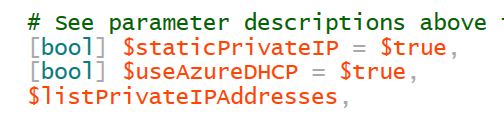 # See parameter descriptions above
[bool] $staticPrivateIP = $true,
[bool] $useAzureDHCP = $true,
$listPrivateIPAddresses,